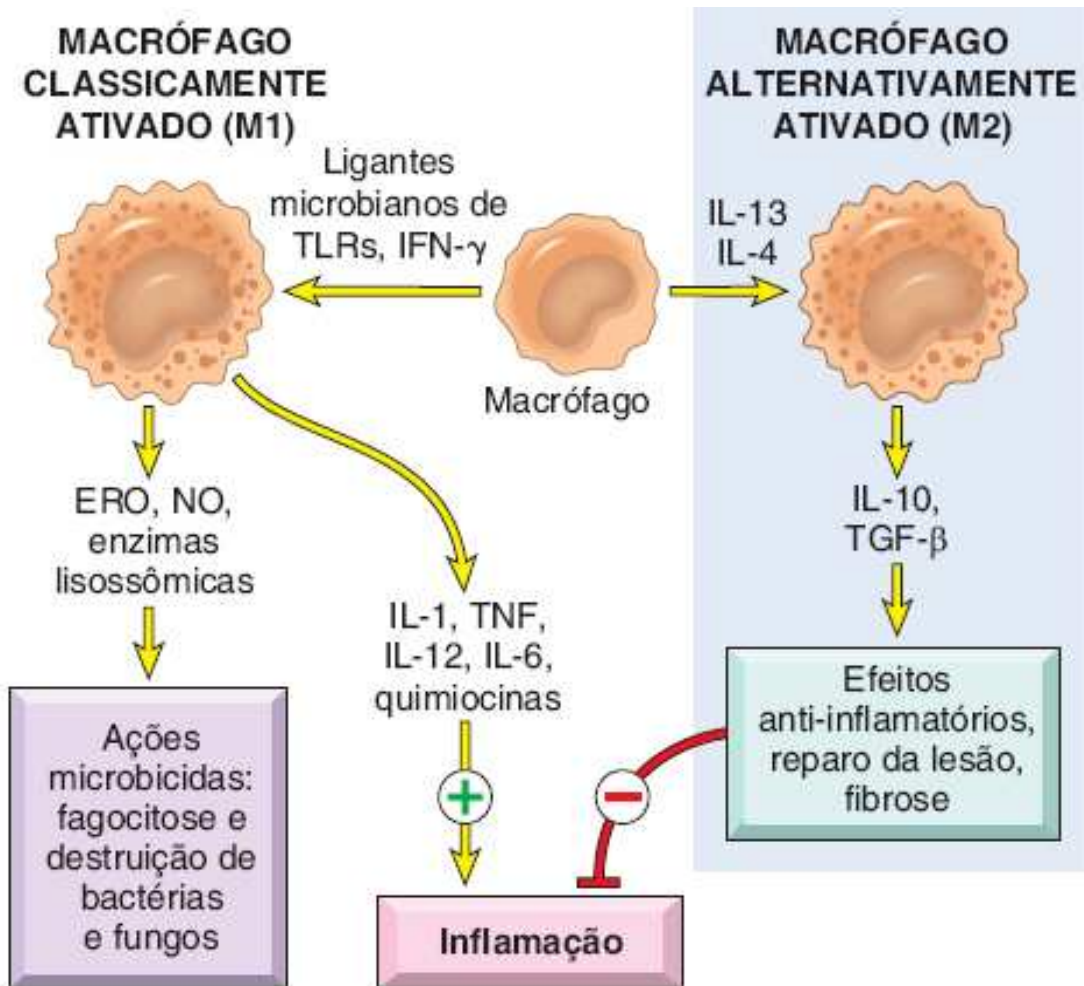 MACRÓFAGO
CLASSICAMENTE
ATIVADO (M1)
MACRÓFAGO
ALTERNATIVAMENTE
ATIVADO (M2)
Ligantes
microbianos de
TLRs, IFN-γ
IL-13
IL-4
Macrófago
ERO, NO,
enzimas
lisossômicas
IL-1, TNF,
IL-12, IL-6,
quimiocinas
IL-10,
TGF-β
Ações
microbicidas:
fagocitose e
destruição de
bactérias
e fungos
Efeitos
anti-inflamatórios,
reparo da lesão,
fibrose
+
−
Inflamação